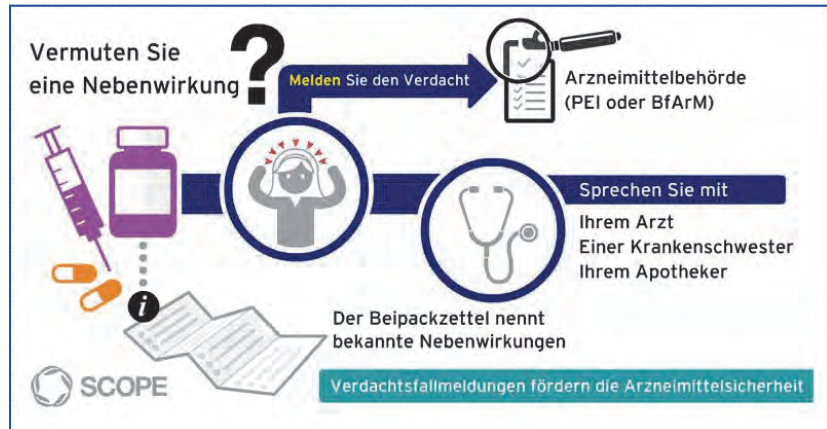 Vermuten Sie
eine Nebenwirkung
?
Melden Sie den Verdacht
Arzneimittelbehörde
(PEI oder BfArM)
Sprechen Sie mit
Ihrem Arzt
Einer Krankenschwester
Ihrem Apotheker
i
Der Beipackzettel nennt
bekannte Nebenwirkungen
SCOPE
Verdachtsfallmeldungen fördern die Arzneimittelsicherheit